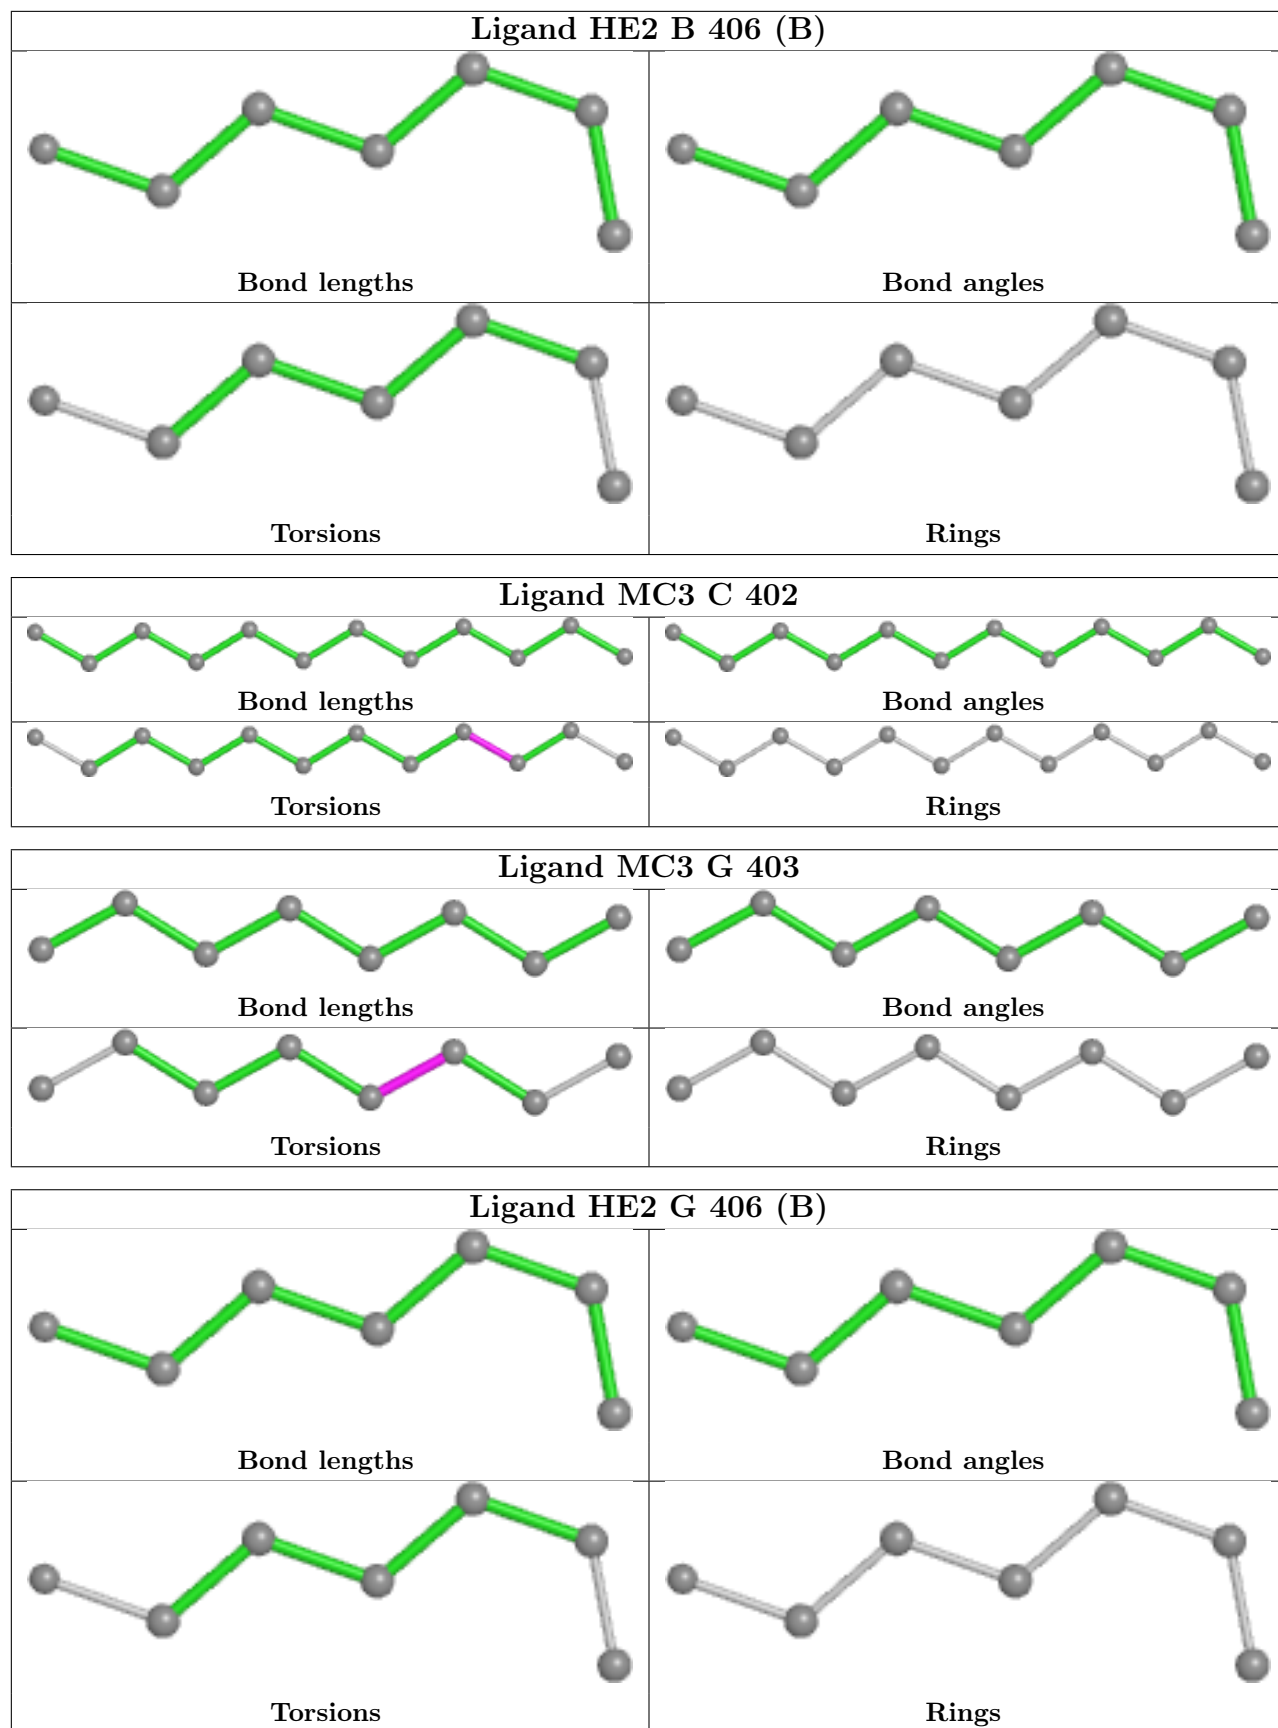 Ligand HE2 B 406 (B)
Bond lengths
Bond angles
Torsions
Rings
Ligand MC3 C 402
Bond lengths
Bond angles
Torsions
Rings
Ligand MC3 G 403
Bond lengths
Bond angles
Torsions
Rings
Ligand HE2 G 406 (B)
Bond lengths
Bond angles
Torsions
Rings